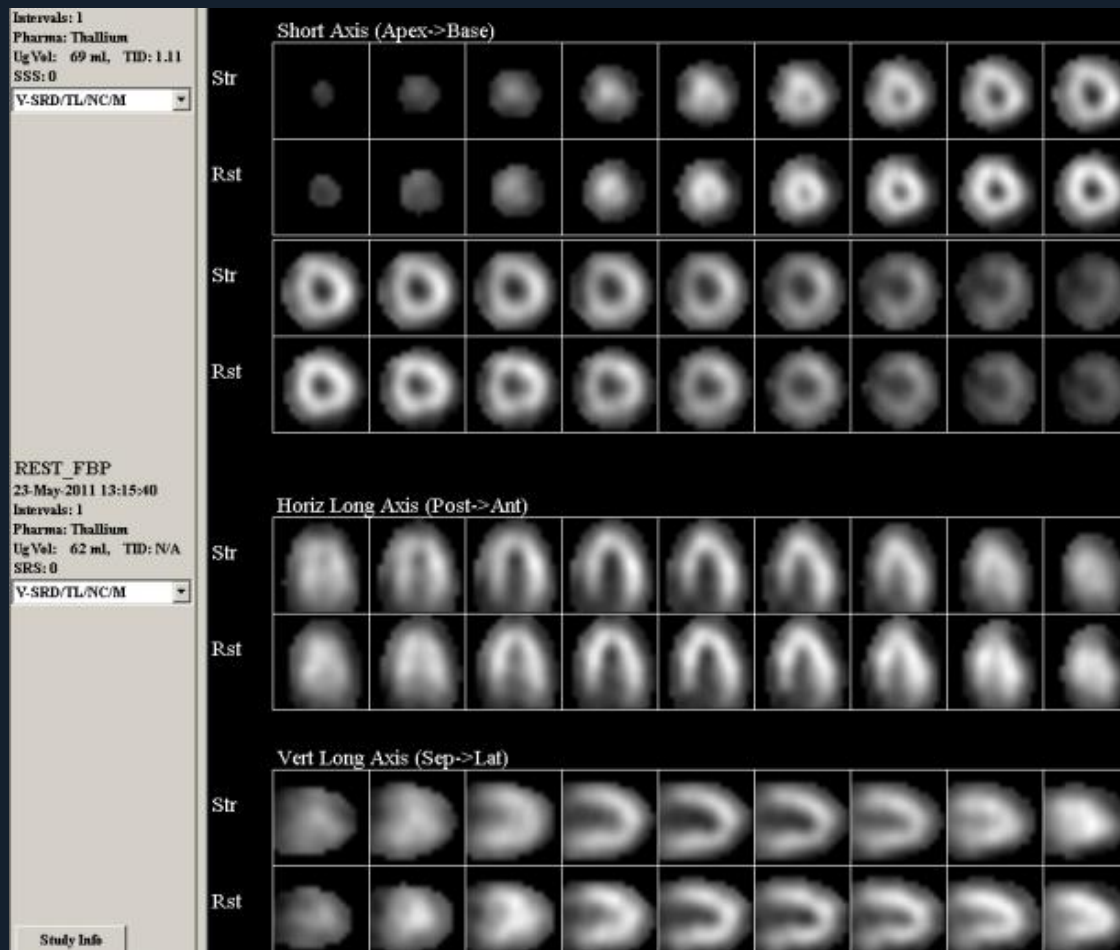 Intervals: 1
Pharma: Thallium
UgVol: 69 ml, TID: 1.11
SSS: 0
V-SRD/TL/NC/M
Short Axis (Apex->Base)
Str
Rst
Str
Rst
REST_FBP
23-May-2011 13:15:40
Intervals: 1
Pharma: Thallium
UgVol: 62 ml, TID: N/A
SRS: 0
V-SRD/TL/NC/M
Horiz Long Axis (Post->Ant)
Str
Rst
Vert Long Axis (Sep->Lat)
Str
Rst
Study Info